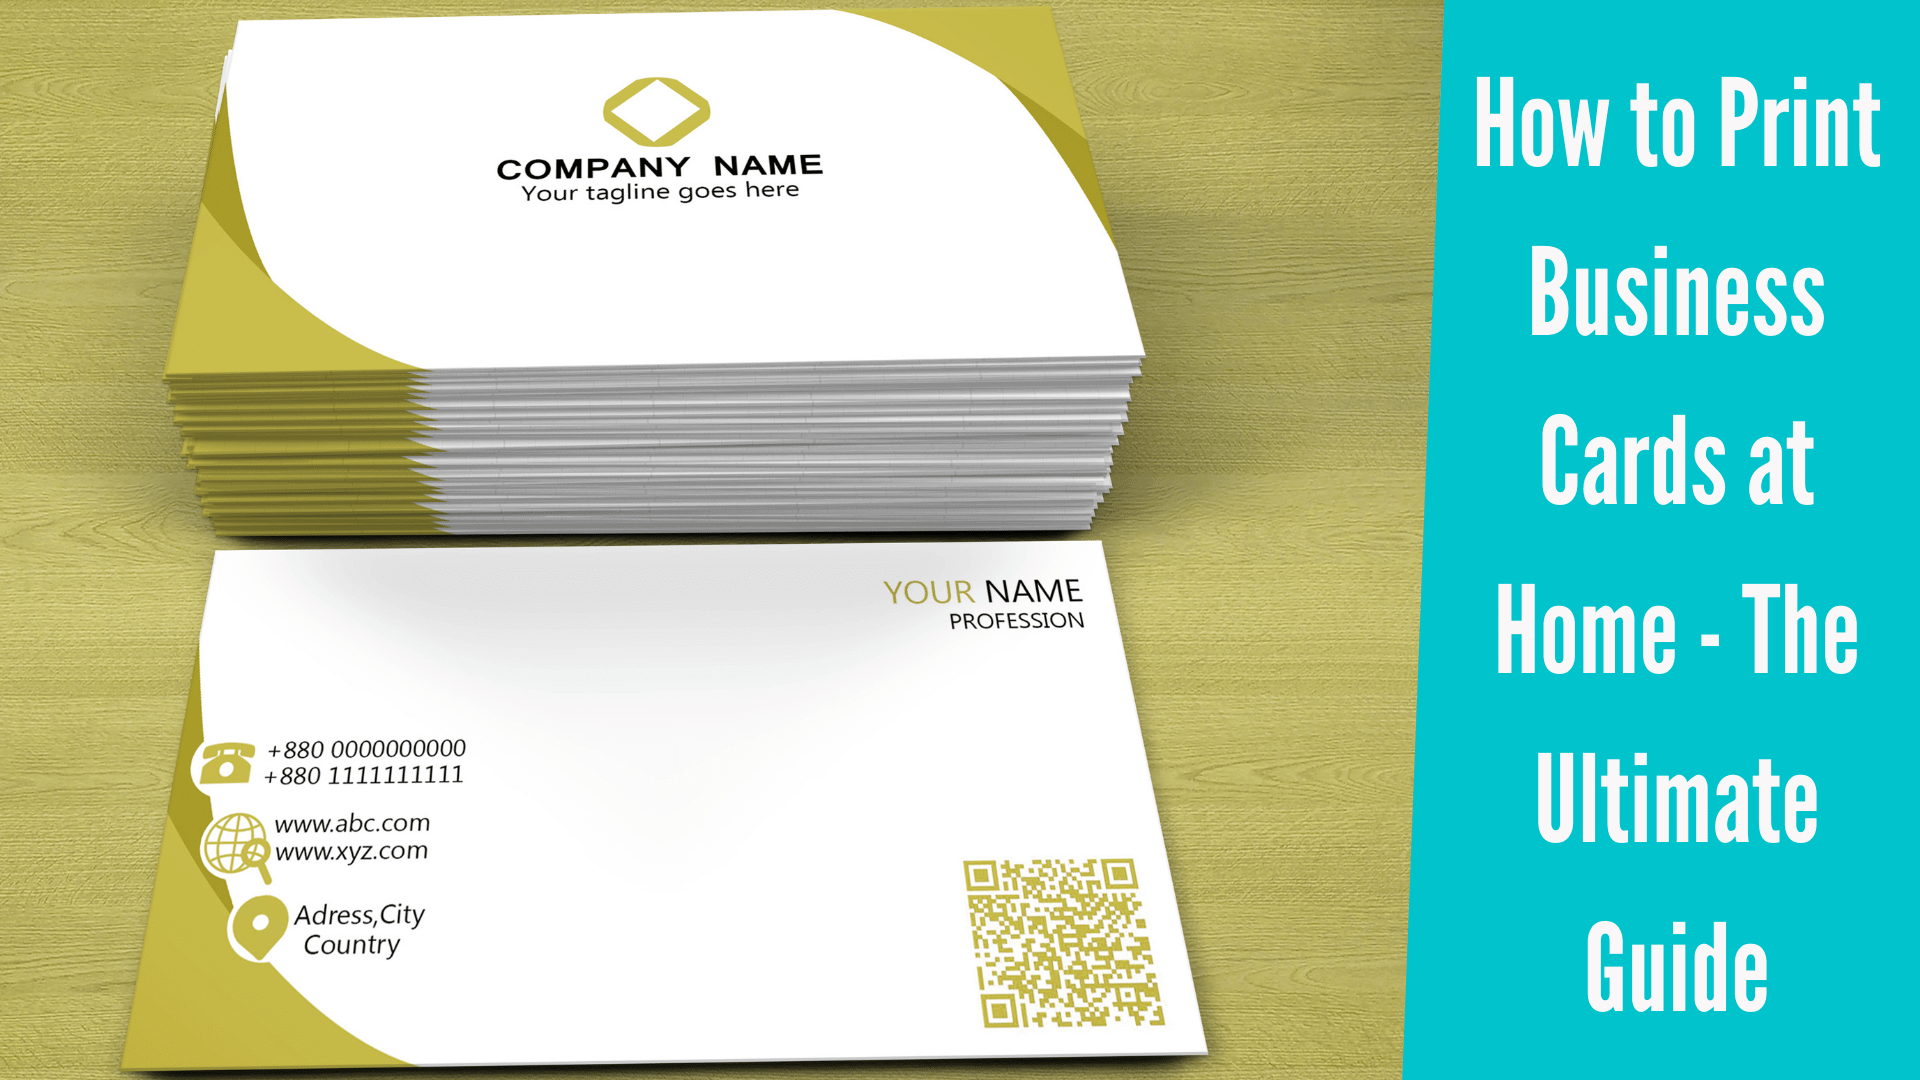 COMPANY NAME
Your tagline goes here
YOUR NAME
PROFESSION
+880 0000000000
+880 1111111111
www.abc.com
www.xyz.com
Adress,City
Country
How to Print
Business
Cards at
Home - The
Ultimate
Guide